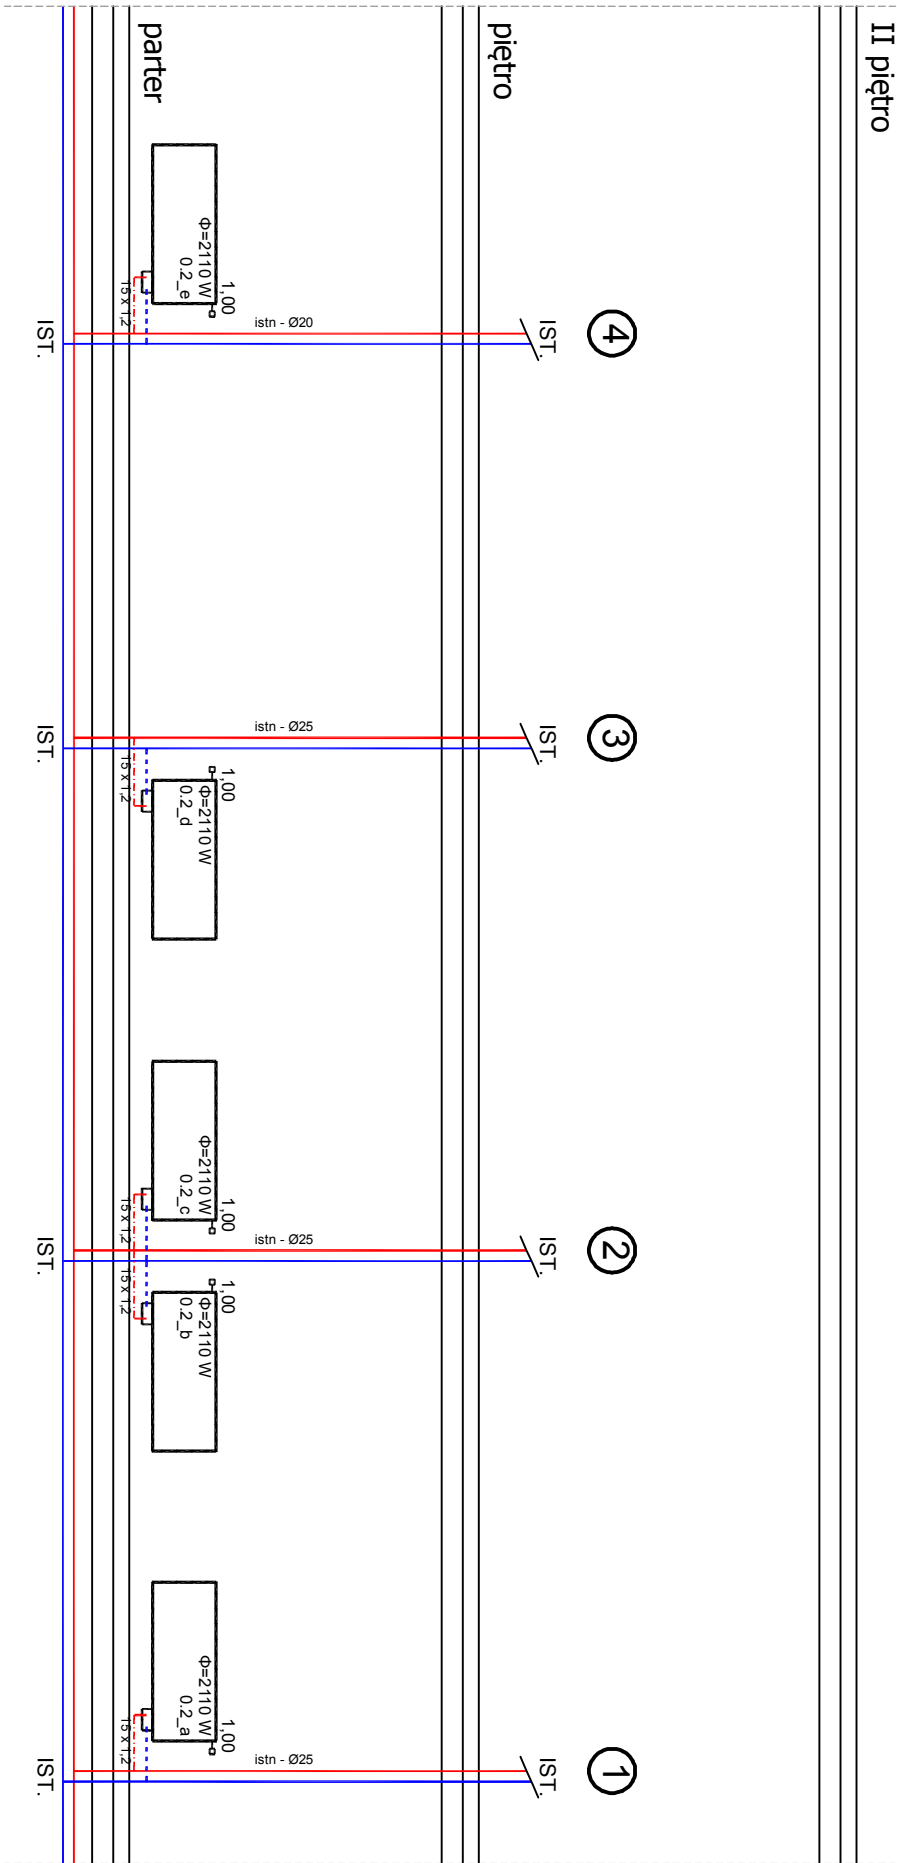 II piętro
4
3
2
1
IST.
IST.
IST.
IST.
piętro
istn - Ø20
istn - Ø25
istn - Ø25
istn - Ø25
parter
1,00
Φ=2110 W
0.2_e
15 x 1,2
1,00
Φ=2110 W
0.2_d
15 x 1,2
1,00
Φ=2110 W
0.2_c
15 x 1,2
1,00
Φ=2110 W
0.2_b
15 x 1,2
1,00
Φ=2110 W
0.2_a
15 x 1,2
IST.
IST.
IST.
IST.